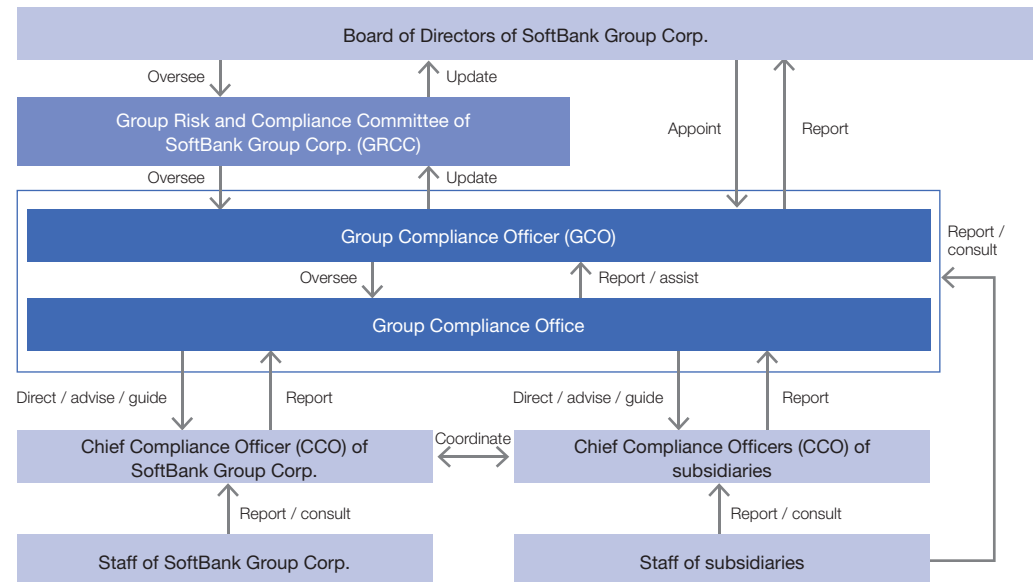 Board of Directors of SoftBank Group Corp.
Oversee
Update
Group Risk and Compliance Committee of
SoftBank Group Corp. (GRCC)
Appoint
Report
Oversee
Update
Group Compliance Officer (GCO)
Report /
consult
Oversee
Report / assist
Group Compliance Office
Direct / advise / guide
Report
Direct / advise / guide
Report
Chief Compliance Officer (CCO) of
SoftBank Group Corp.
Coordinate
Chief Compliance Officers (CCO) of
subsidiaries
Report / consult
Report / consult
Staff of SoftBank Group Corp.
Staff of subsidiaries